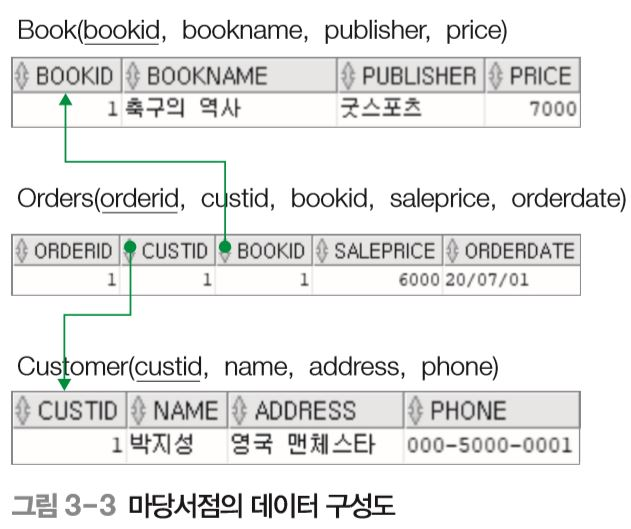 Book(bookid, bookname, publisher, price)
BOOKID BOOKNAME PUBLISHER PRICE
1 축구의 역사 굿스포츠 7000
Orders(orderid, custid, bookid, saleprice, orderdate)
ORDERID CUSTID BOOKID SALEPRICE ORDERDATE
1 1 1 6000 20/07/01
Customer(custid, name, address, phone)
CUSTID NAME ADDRESS PHONE
1 박지성 영국 맨체스타 000-5000-0001
그림 3-3 마당서점의 데이터 구성도